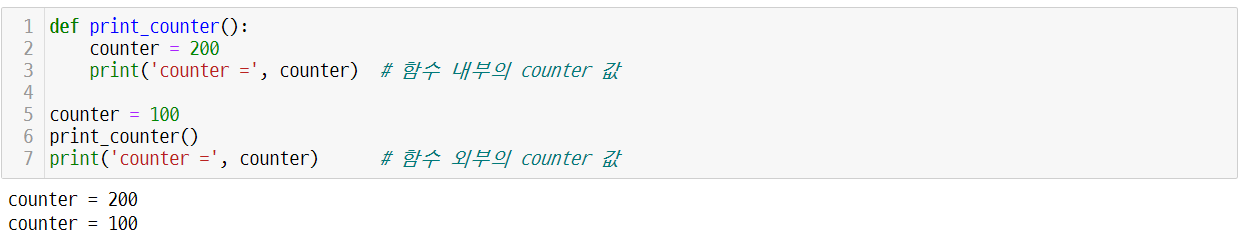 1 def print_counter():
2     counter = 200
3     print('counter =', counter)  # 함수 내부의 counter 값
4
5 counter = 100
6 print_counter()
7 print('counter =', counter)      # 함수 외부의 counter 값
counter = 200
counter = 100